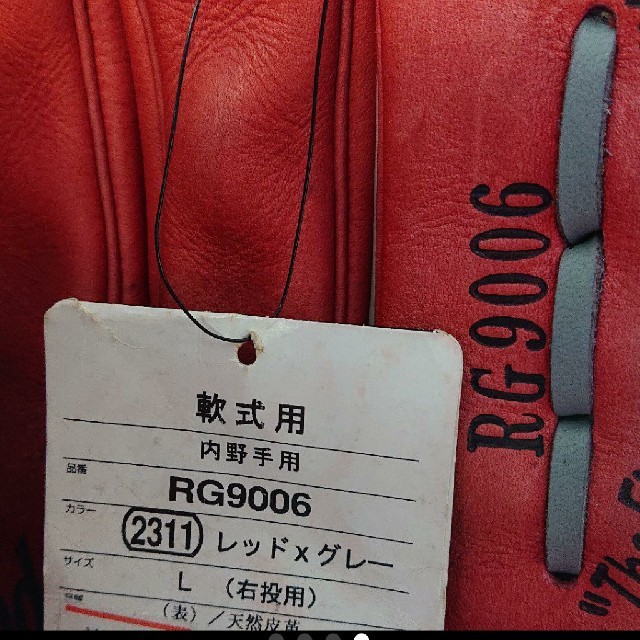 軟式用
内野手用
品番
RG9006
カラー
2311 レッドxグレー
サイズ
L (右投用)
(表)/天然皮革
RG9006
"The